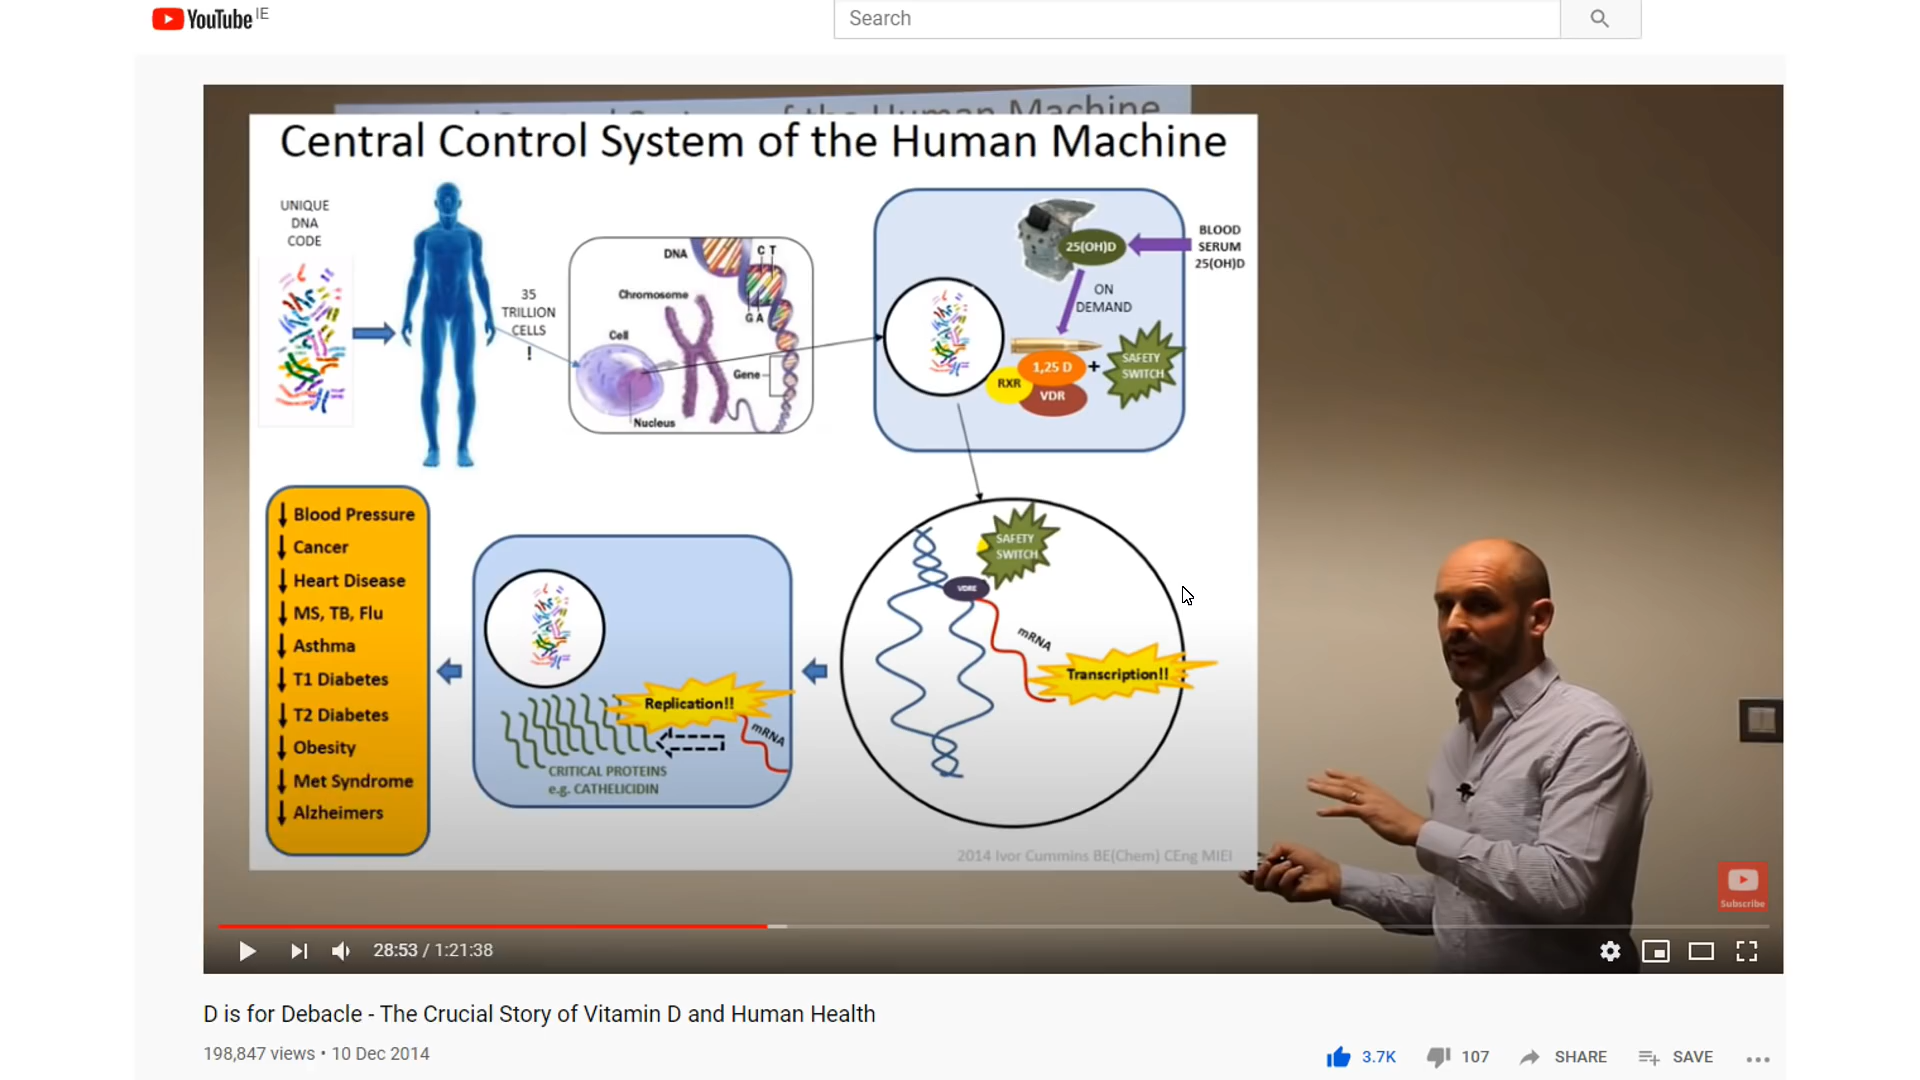 YouTube IE
Search
of the Human Machine
Central Control System of the Human Machine
UNIQUE
DNA
CODE
35
TRILLION
CELLS
!
DNA
C T
Chromosome
G A
Cell
Gene
Nucleus
25(OH)D
BLOOD
SERUM
25(OH)D
ON
DEMAND
1,25 D
+
SAFETY
SWITCH
RXR
VDR
Blood Pressure
Cancer
Heart Disease
MS, TB, Flu
Asthma
T1 Diabetes
T2 Diabetes
Obesity
Met Syndrome
Alzheimers
Replication!!
mRNA
CRITICAL PROTEINS
e.g. CATHELICIDIN
SAFETY
SWITCH
VDRE
mRNA
Transcription!!
2014 Ivor Cummins BE(Chem) CEng MIEI
Subscribe
28:53 / 1:21:38
D is for Debacle - The Crucial Story of Vitamin D and Human Health
198,847 views • 10 Dec 2014
3.7K
107
SHARE
SAVE